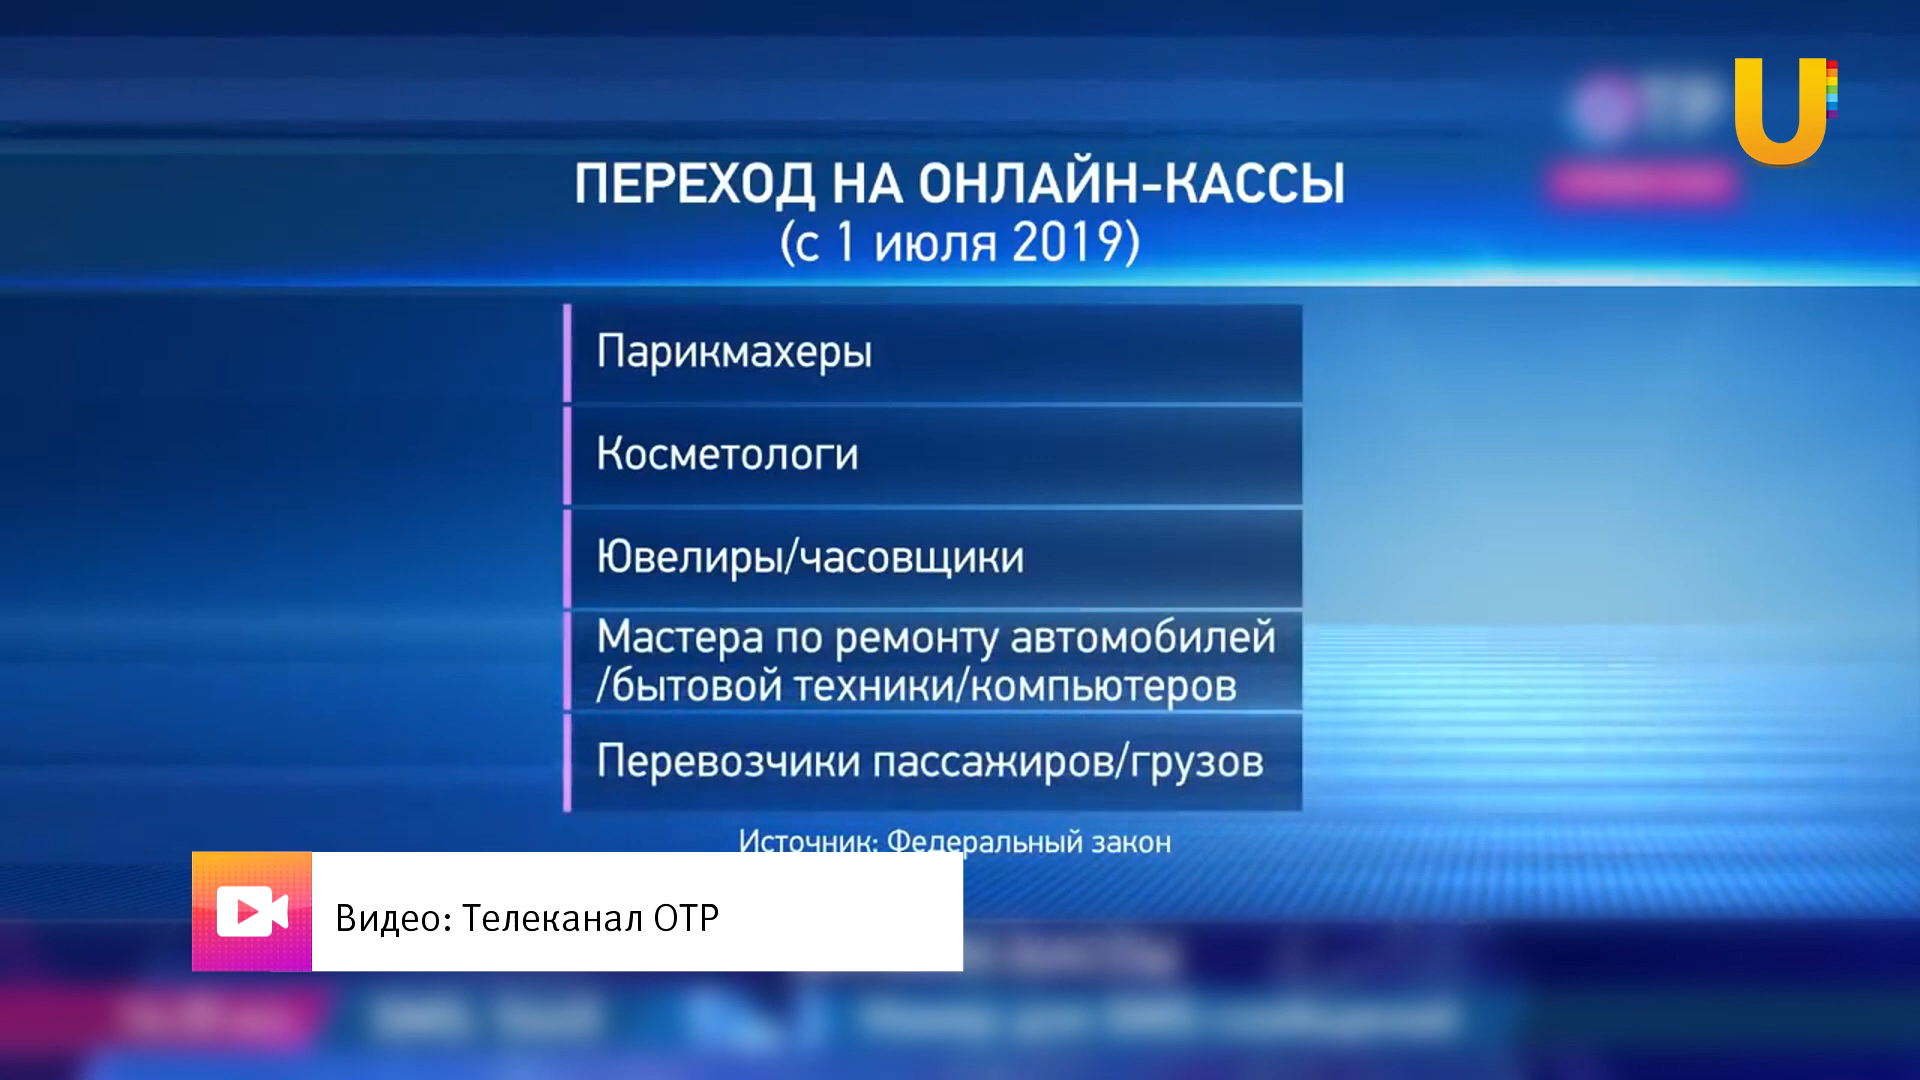 U
ПЕРЕХОД НА ОНЛАЙН-КАССЫ
(с 1 июля 2019)
Парикмахеры
Косметологи
Ювелиры/часовщики
Мастера по ремонту автомобилей
/бытовой техники/компьютеров
Перевозчики пассажиров/грузов
Источник: Федеральный закон
Видео: Телеканал ОТР